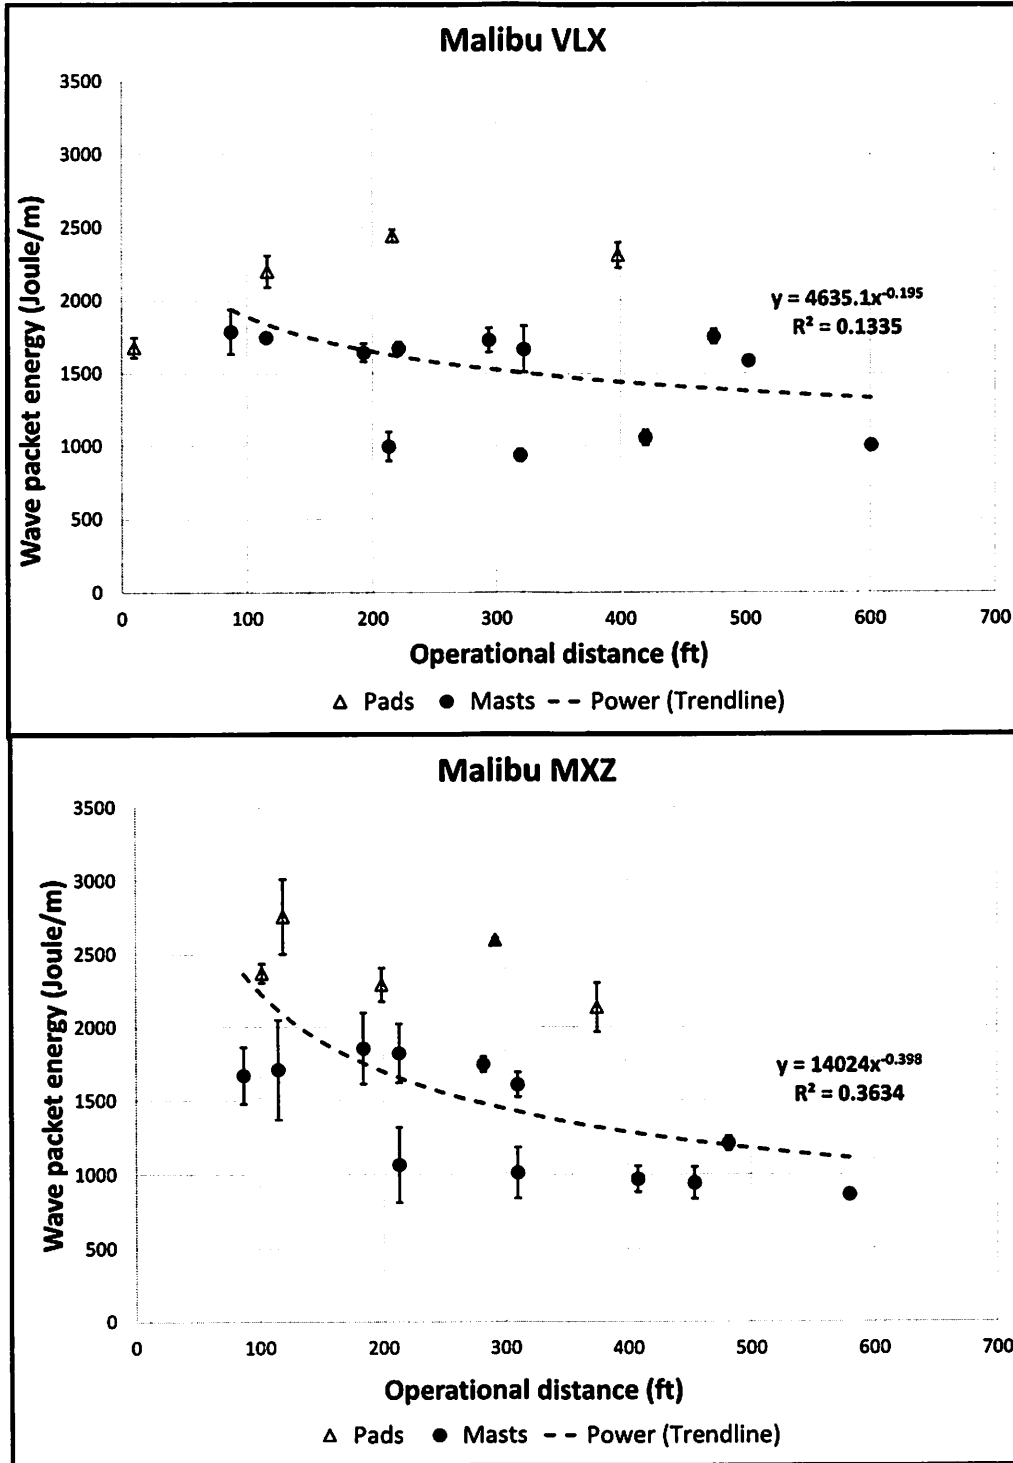 Malibu VLX
3500
3000
2500
2000
1500
1000
500
0
Wave packet energy (Joule/m)
y = 4635.1x^-0.195
R² = 0.1335
0 100 200 300 400 500 600 700
Operational distance (ft)
Pads Masts Power (Trendline)
Malibu MXZ
3500
3000
2500
2000
1500
1000
500
0
Wave packet energy (Joule/m)
y = 14024x^-0.398
R² = 0.3634
0 100 200 300 400 500 600 700
Operational distance (ft)
Pads Masts Power (Trendline)